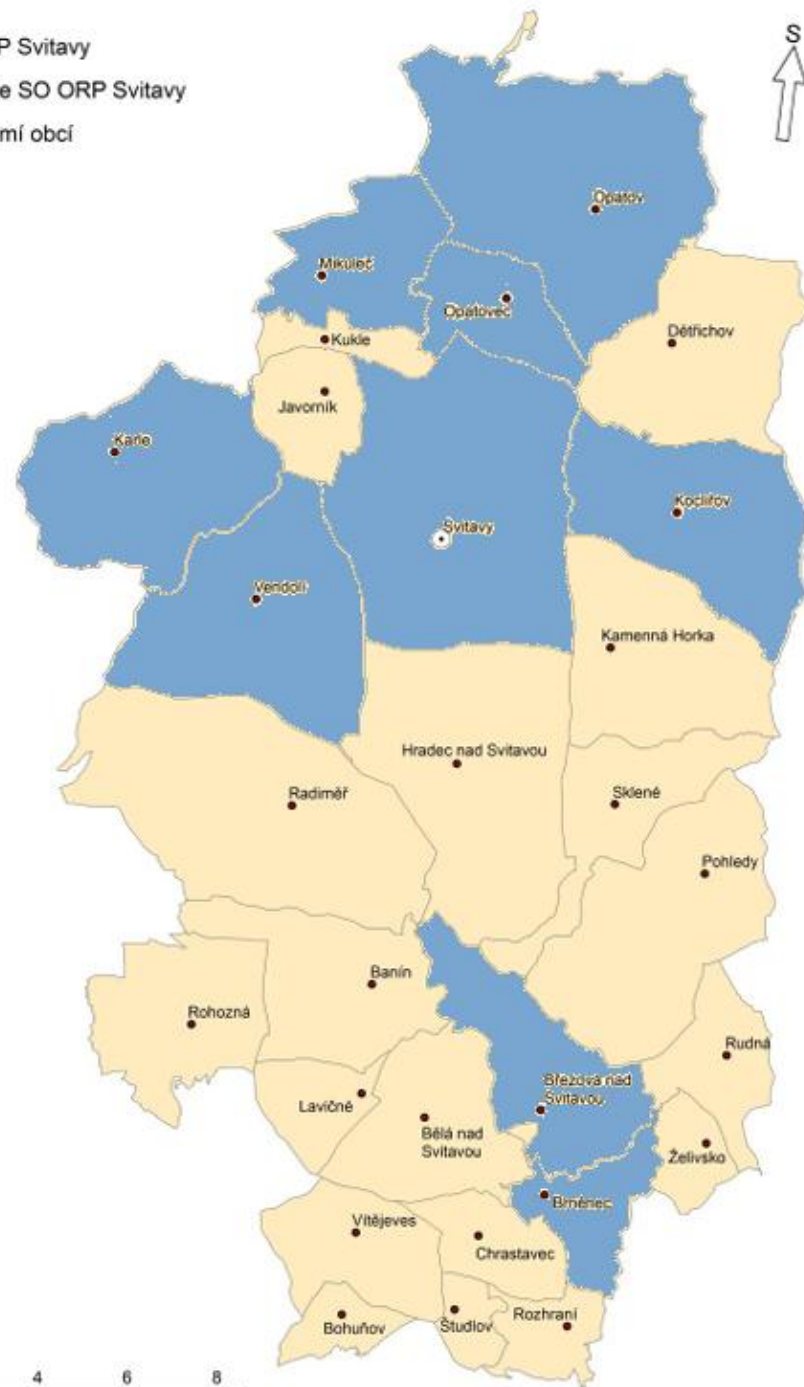 P Svitavy
S
e SO ORP Svitavy
mí obcí
Opatov
Mikuleč
Opatovec
Dětřichov
Kukle
Javorník
Karle
Koclířov
Svitavy
Vendolí
Kamenná Horka
Hradec nad Svitavou
Radiměř
Sklené
Pohledy
Banín
Rohozná
Rudná
Březová nad
Svitavou
Lavičné
Bělá nad
Svitavou
Želivsko
Brněnec
Vítějeves
Chrastavec
Rozhraní
Študlov
Bohuňov
4 6 8